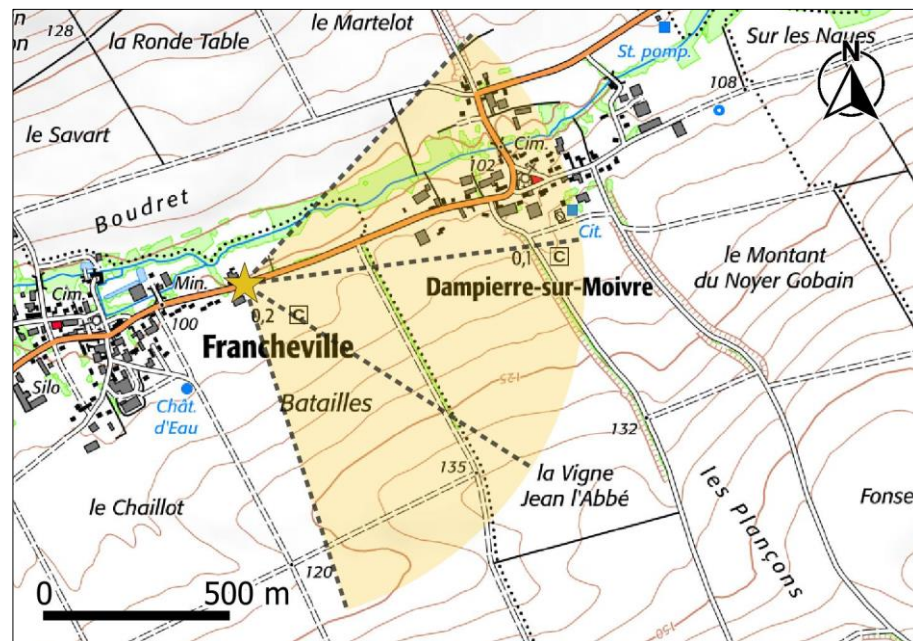 le Martelot
128
la Ronde Table
St. pomp.
Sur les Naues
N
108
le Savart
Cim.
102
Boudret
Cit.
le Montant
du Noyer Gobain
0,1 C
Dampierre-sur-Moivre
Cim.
Min.
100
0,2 C
Francheville
Silo
Chât.
d'Eau
Batailles
125
132
135
la Vigne
Jean l'Abbé
les Plançons
Fonse
le Chaillot
120
150
0 500 m